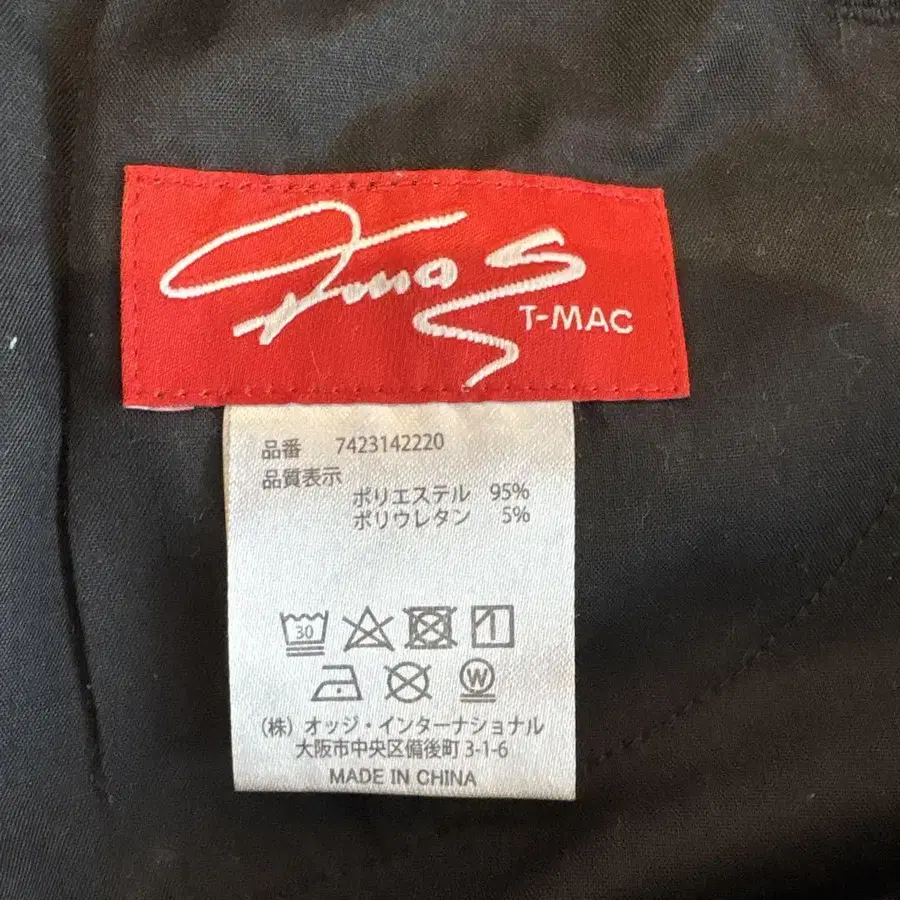 T-MAC
品番 7423142220
品質表示
ポリエステル 95%
ポリウレタン 5%
30
W
(株) オッジ・インターナショナル
大阪市中央区備後町 3-1-6
MADE IN CHINA